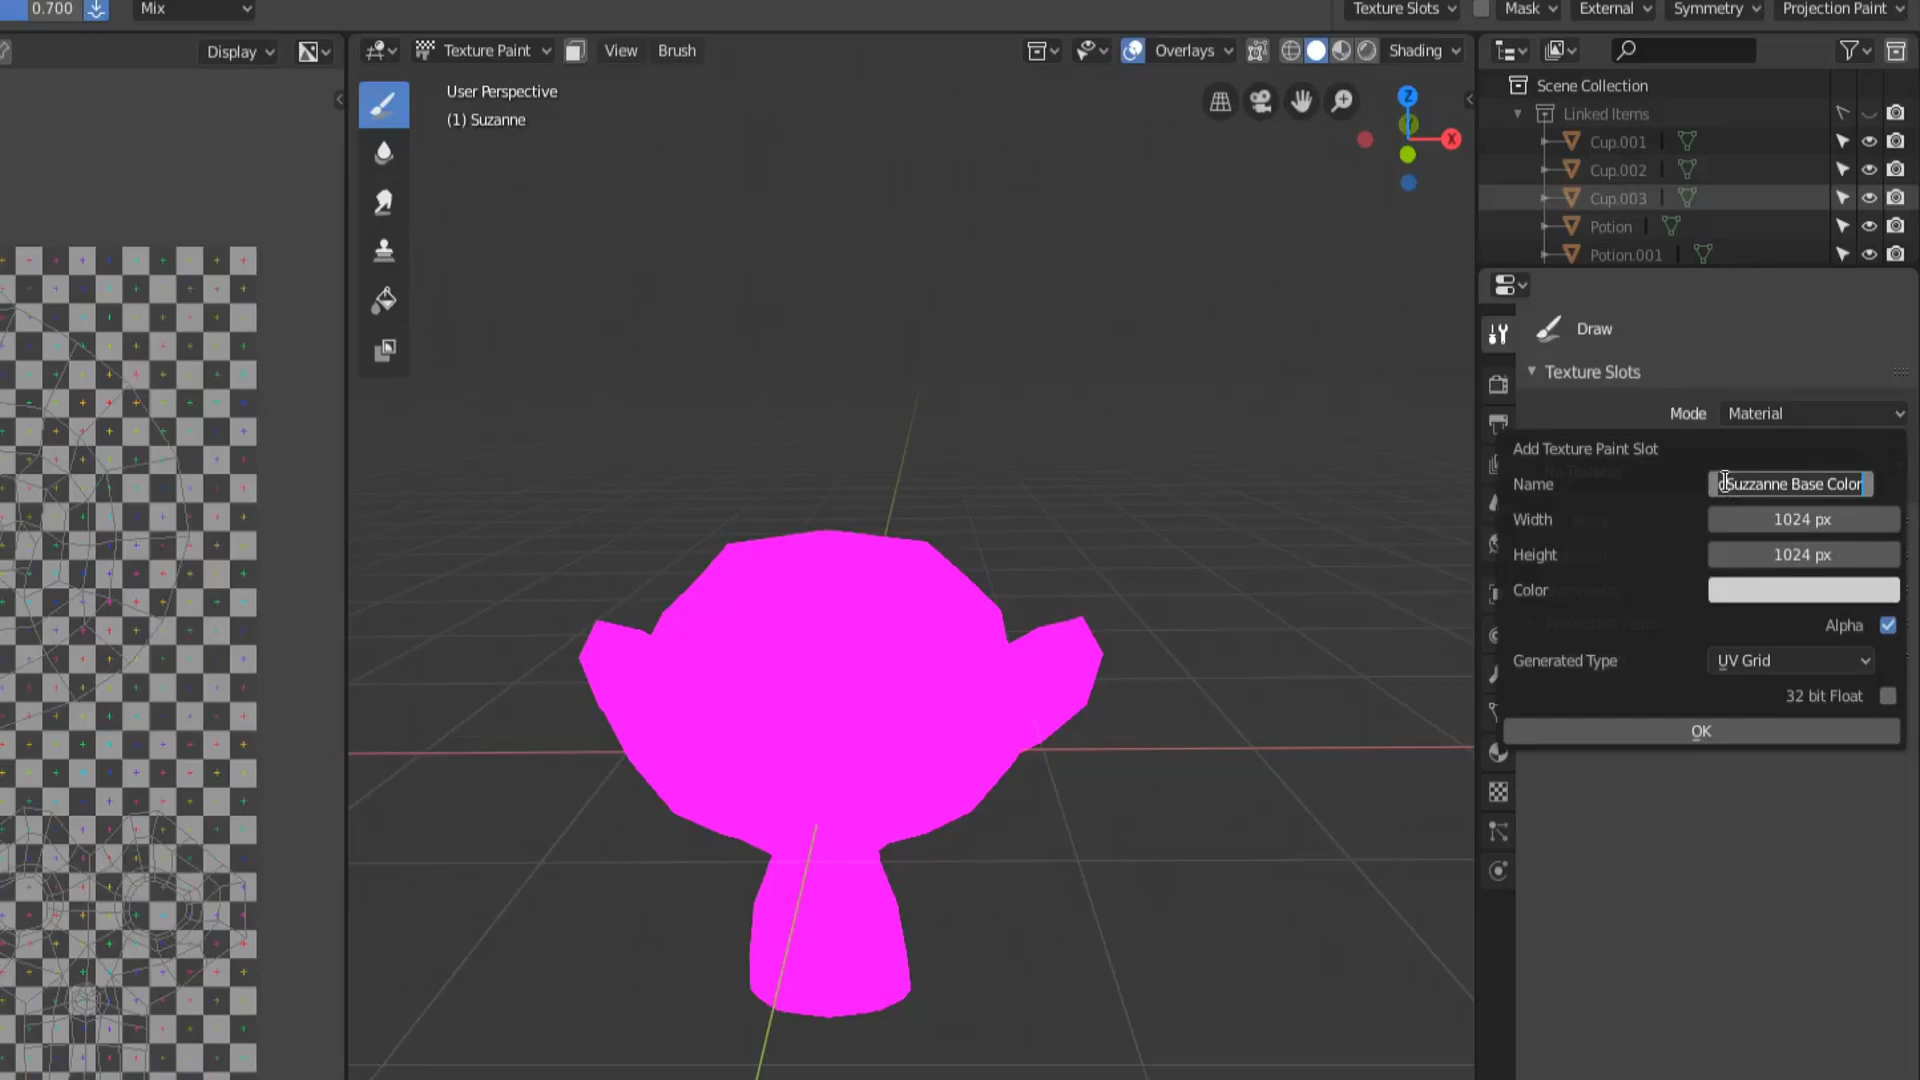 0.700
Mix
Texture Slots
Mask
External
Symmetry
Projection Paint
Display
Texture Paint
View
Brush
Overlays
Shading
User Perspective
(1) Suzanne
Z
X
Scene Collection
Linked Items
Cup.001
Cup.002
Cup.003
Potion
Potion.001
Draw
Texture Slots
Mode
Material
Add Texture Paint Slot
Name
Suzzanne Base Color
Width
1024 px
Height
1024 px
Color
Alpha
Generated Type
UV Grid
32 bit Float
OK